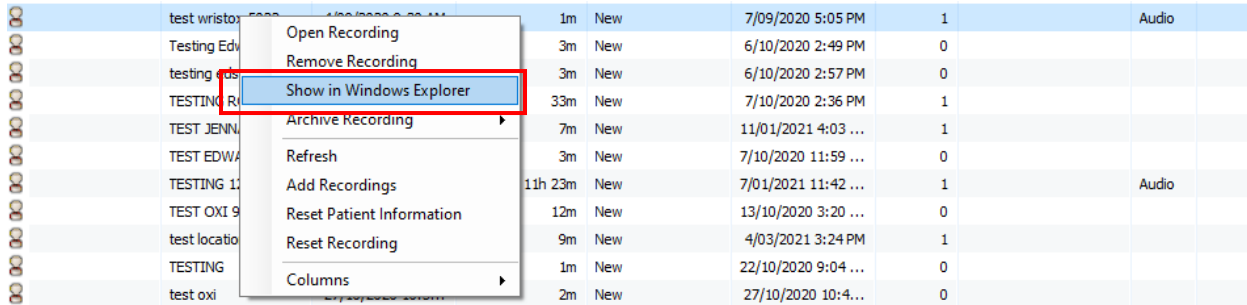 test wristox 1m New 7/09/2020 5:05 PM 1 Audio
Open Recording
Testing Edw 3m New 6/10/2020 2:49 PM 0
Remove Recording
testing eds 3m New 6/10/2020 2:57 PM 0
Show in Windows Explorer
TESTING R 33m New 7/10/2020 2:36 PM 1
Archive Recording
TEST JENN 7m New 11/01/2021 4:03 ... 1
Refresh
TEST EDWA 3m New 7/10/2020 11:59 ... 0
Add Recordings
TESTING 12 11h 23m New 7/01/2021 11:42 ... 1 Audio
Reset Patient Information
TEST OXI 9 12m New 13/10/2020 3:20 ... 0
Reset Recording
test locatio 9m New 4/03/2021 3:24 PM 1
TESTING 1m New 22/10/2020 9:04 ... 0
Columns
test oxi 2m New 27/10/2020 10:4... 0